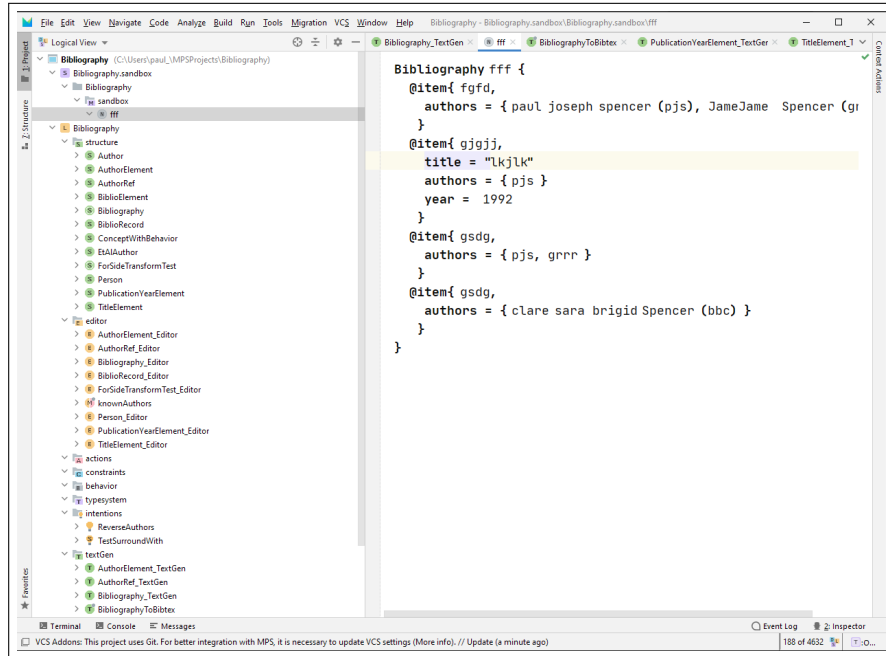 File Edit View Navigate Code Analyze Build Run Tools Migration VCS Window Help Bibliography - Bibliography.sandbox\Bibliography.sandbox\fff
Logical View
Bibliography_TextGen fff BibliographyToBibtex PublicationYearElement_TextGer TitleElement_T
1: Project
Z: Structure
Favorites
Context Actions
Bibliography (C:\Users\paul_\MPSProjects\Bibliography)
Bibliography.sandbox
Bibliography
sandbox
fff
Bibliography
structure
Author
AuthorElement
AuthorRef
BiblioElement
Bibliography
BiblioRecord
ConceptWithBehavior
EtAlAuthor
ForSideTransformTest
Person
PublicationYearElement
TitleElement
editor
AuthorElement_Editor
AuthorRef_Editor
Bibliography_Editor
BiblioRecord_Editor
ForSideTransformTest_Editor
knownAuthors
Person_Editor
PublicationYearElement_Editor
TitleElement_Editor
actions
constraints
behavior
typesystem
intentions
ReverseAuthors
TestSurroundWith
textGen
AuthorElement_TextGen
AuthorRef_TextGen
Bibliography_TextGen
BibliographyToBibtex
Bibliography fff {
@item{ fgfd,
authors = { paul joseph spencer (pjs), JameJame Spencer (gr
}
@item{ gjgjj,
title = "lkjlk"
authors = { pjs }
year = 1992
}
@item{ gsdg,
authors = { pjs, grrr }
}
@item{ gsdg,
authors = { clare sara brigid Spencer (bbc) }
}
}
Terminal Console Messages Event Log 2: Inspector
VCS Addons: This project uses Git. For better integration with MPS, it is necessary to update VCS settings (More info). // Update (a minute ago) 188 of 4632 T:O...